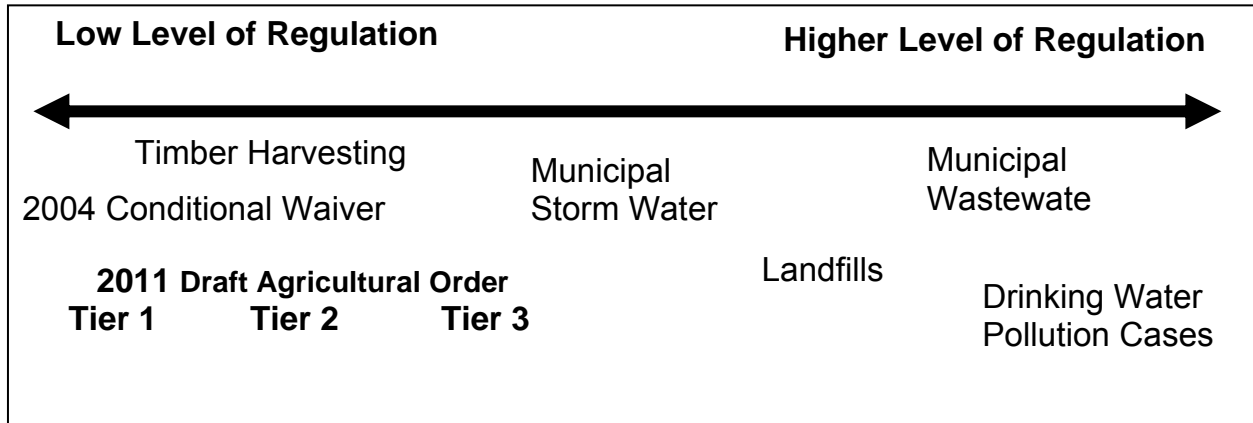 Low Level of Regulation
Higher Level of Regulation
Timber Harvesting
2004 Conditional Waiver
2011 Draft Agricultural Order
Tier 1 Tier 2 Tier 3
Municipal
Storm Water
Landfills
Municipal
Wastewate
Drinking Water
Pollution Cases